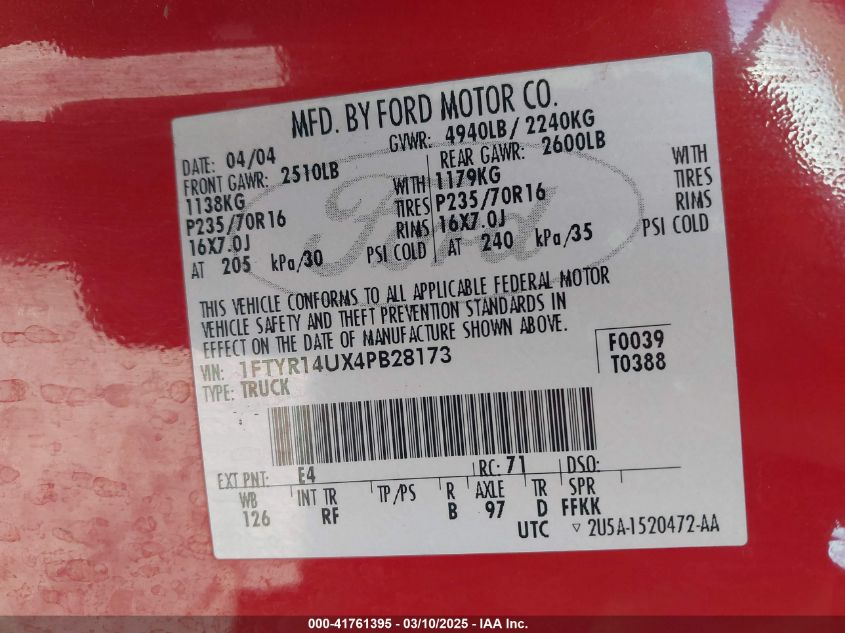 MFD. BY FORD MOTOR CO.
DATE: 04/04 GVWR: 4940LB / 2240KG
FRONT GAWR: 2510LB REAR GAWR: 2600LB
1138KG WITH 1179KG WITH
P235/70R16 TIRES P235/70R16 TIRES
16X7.0J RIMS 16X7.0J RIMS
AT 205 kPa/30 PSI COLD AT 240 kPa/35 PSI COLD
Ford
THIS VEHICLE CONFORMS TO ALL APPLICABLE FEDERAL MOTOR
VEHICLE SAFETY AND THEFT PREVENTION STANDARDS IN
EFFECT ON THE DATE OF MANUFACTURE SHOWN ABOVE.
VIN: 1FTYR14UX4PB28173 F0039
TYPE: TRUCK T0388
EXT PNT: E4 RC: 71 DSO:
WB INT TR TP/PS R AXLE TR SPR
126 RF B 97 D FFKK
UTC ▽ 2U5A-1520472-AA
000-41761395 - 03/10/2025 - IAA Inc.